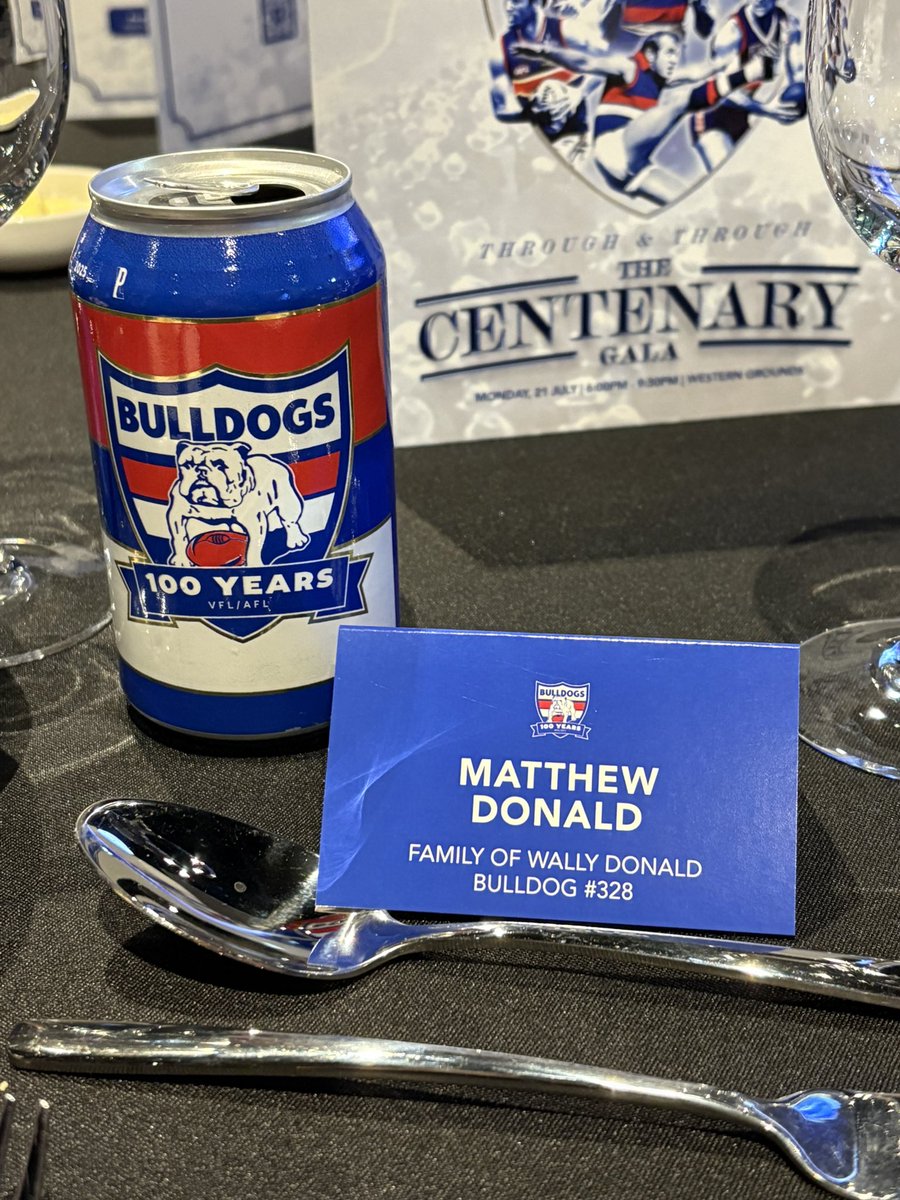 THROUGH & THROUGH
THE
CENTENARY
GALA
MONDAY, 21 JULY | 6:00PM - 9:30PM | WESTERN GROUNDS
2025
BULLDOGS
100 YEARS
VFL/AFL
BULLDOGS
100 YEARS
MATTHEW
DONALD
FAMILY OF WALLY DONALD
BULLDOG #328